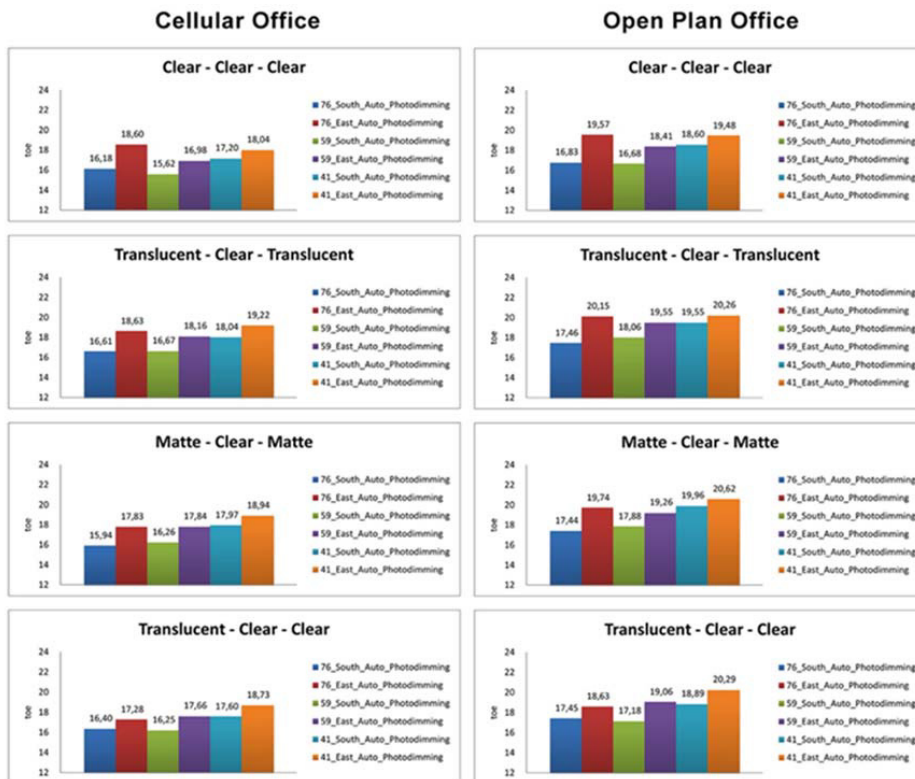 Cellular Office
Clear - Clear - Clear
24
22
20
18
16
14
12
toe
16,18
18,60
15,62
16,98
17,20
18,04
76_South_Auto_Photodimming
76_East_Auto_Photodimming
59_South_Auto_Photodimming
59_East_Auto_Photodimming
41_South_Auto_Photodimming
41_East_Auto_Photodimming
Translucent - Clear - Translucent
24
22
20
18
16
14
12
toe
16,61
18,63
16,67
18,16
18,04
19,22
76_South_Auto_Photodimming
76_East_Auto_Photodimming
59_South_Auto_Photodimming
59_East_Auto_Photodimming
41_South_Auto_Photodimming
41_East_Auto_Photodimming
Matte - Clear - Matte
24
22
20
18
16
14
12
toe
15,94
17,83
16,26
17,84
17,97
18,94
76_South_Auto_Photodimming
76_East_Auto_Photodimming
59_South_Auto_Photodimming
59_East_Auto_Photodimming
41_South_Auto_Photodimming
41_East_Auto_Photodimming
Translucent - Clear - Clear
24
22
20
18
16
14
12
toe
16,40
17,28
16,25
17,66
17,60
18,73
76_South_Auto_Photodimming
76_East_Auto_Photodimming
59_South_Auto_Photodimming
59_East_Auto_Photodimming
41_South_Auto_Photodimming
41_East_Auto_Photodimming
Open Plan Office
Clear - Clear - Clear
24
22
20
18
16
14
12
toe
16,83
19,57
16,68
18,41
18,60
19,48
76_South_Auto_Photodimming
76_East_Auto_Photodimming
59_South_Auto_Photodimming
59_East_Auto_Photodimming
41_South_Auto_Photodimming
41_East_Auto_Photodimming
Translucent - Clear - Translucent
24
22
20
18
16
14
12
toe
17,46
20,15
18,06
19,55
19,55
20,26
76_South_Auto_Photodimming
76_East_Auto_Photodimming
59_South_Auto_Photodimming
59_East_Auto_Photodimming
41_South_Auto_Photodimming
41_East_Auto_Photodimming
Matte - Clear - Matte
24
22
20
18
16
14
12
toe
17,44
19,74
17,88
19,26
19,96
20,62
76_South_Auto_Photodimming
76_East_Auto_Photodimming
59_South_Auto_Photodimming
59_East_Auto_Photodimming
41_South_Auto_Photodimming
41_East_Auto_Photodimming
Translucent - Clear - Clear
24
22
20
18
16
14
12
toe
17,45
18,63
17,18
19,06
18,89
20,29
76_South_Auto_Photodimming
76_East_Auto_Photodimming
59_South_Auto_Photodimming
59_East_Auto_Photodimming
41_South_Auto_Photodimming
41_East_Auto_Photodimming